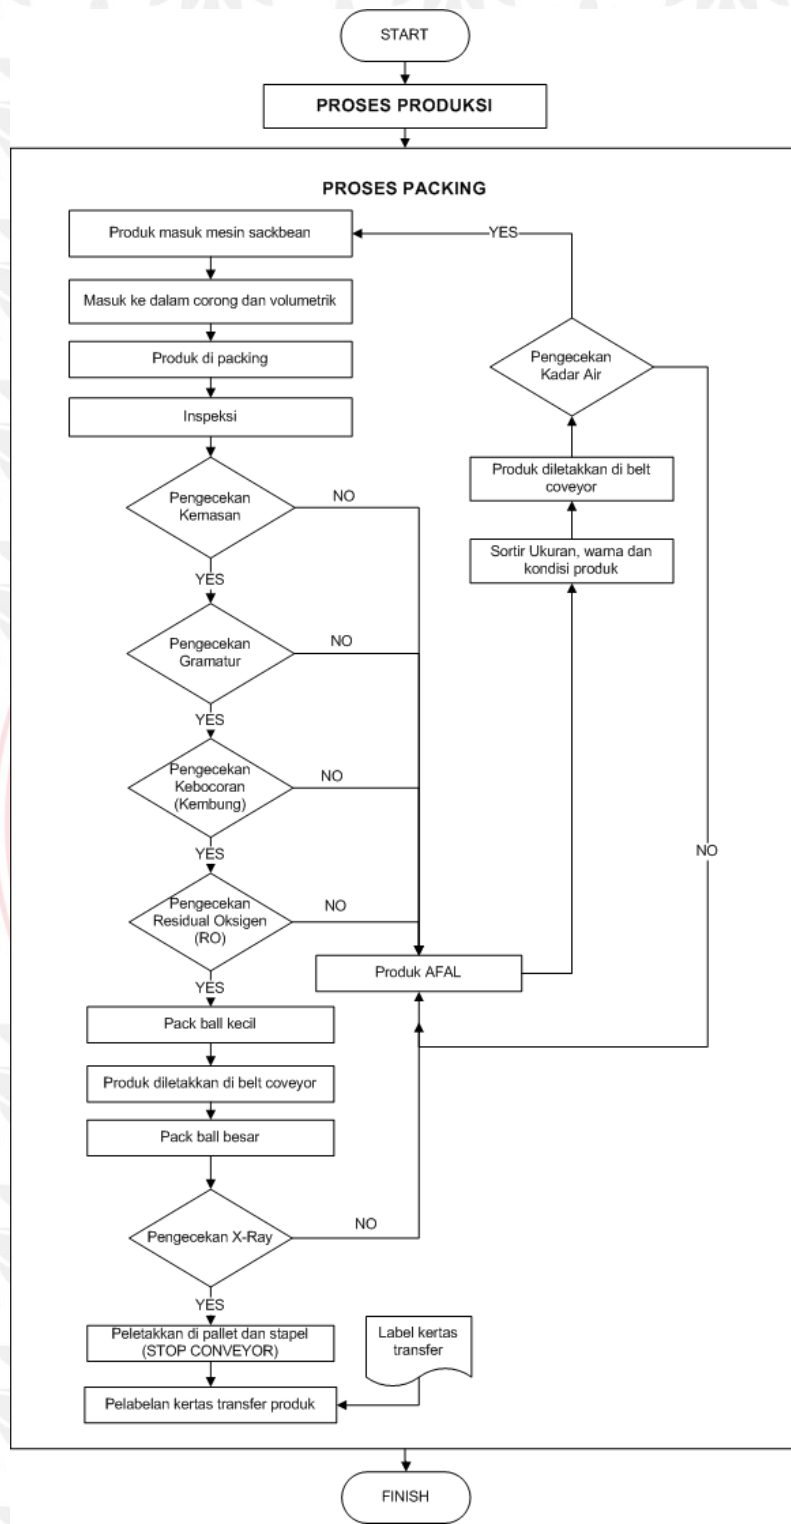 START
PROSES PRODUKSI
PROSES PACKING
Produk masuk mesin sackbean
YES
Masuk ke dalam corong dan volumetrik
Produk di packing
Pengecekan
Kadar Air
Inspeksi
Pengecekan
Kemasan
NO
Produk diletakkan di belt
coveyor
Sortir Ukuran, warna dan
kondisi produk
YES
Pengecekan
Gramatur
NO
YES
Pengecekan
Kebocoran
(Kembung)
NO
YES
NO
Pengecekan
Residual Oksigen
(RO)
NO
Produk AFAL
YES
Pack ball kecil
Produk diletakkan di belt coveyor
Pack ball besar
Pengecekan X-Ray
NO
YES
Peletakkan di pallet dan stapel
(STOP CONVEYOR)
Label kertas
transfer
Pelabelan kertas transfer produk
FINISH